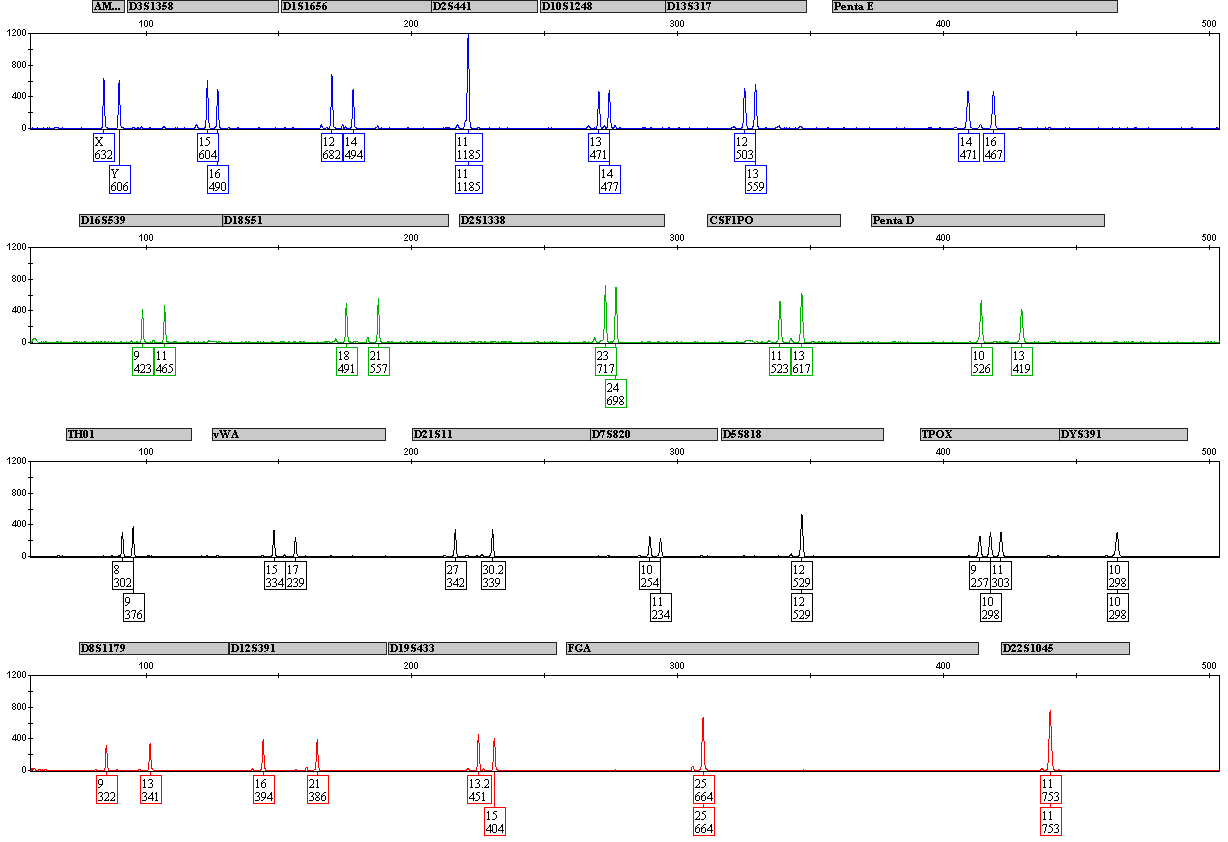 AM... D3S1358 D1S1656 D2S441 D10S1248 D13S317 Penta E
100 200 300 400 500
1200
800
400
0
X 15 12 14 11 13 12 14 16
632 604 682 494 1185 471 503 471 467
Y 16 11 14 13
606 490 1185 477 559
D16S539 D18S51 D2S1338 CSF1PO Penta D
100 200 300 400 500
1200
800
400
0
9 11 18 21 23 11 13 10 13
423 465 491 557 717 523 617 526 419
24
698
TH01 vWA D21S11 D7S820 D5S818 TPOX DYS391
100 200 300 400 500
1200
800
400
0
8 15 17 27 30.2 10 12 9 11 10
302 334 239 342 339 254 529 257 303 298
9 11 12 10 10
376 234 529 298 298
D8S1179 D12S391 D19S433 FGA D22S1045
100 200 300 400 500
1200
800
400
0
9 13 16 21 13.2 25 11
322 341 394 386 451 664 753
15 25 11
404 664 753